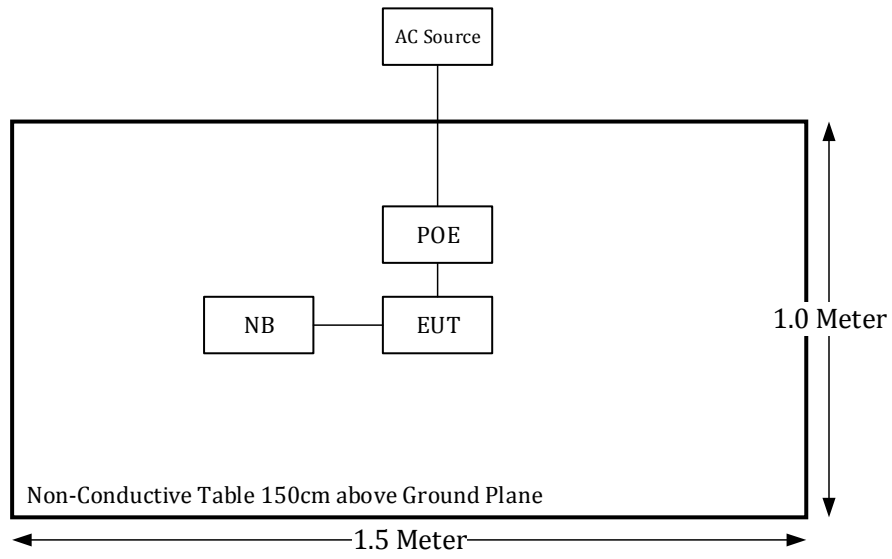 AC Source
POE
NB
EUT
1.0 Meter
Non-Conductive Table 150cm above Ground Plane
1.5 Meter